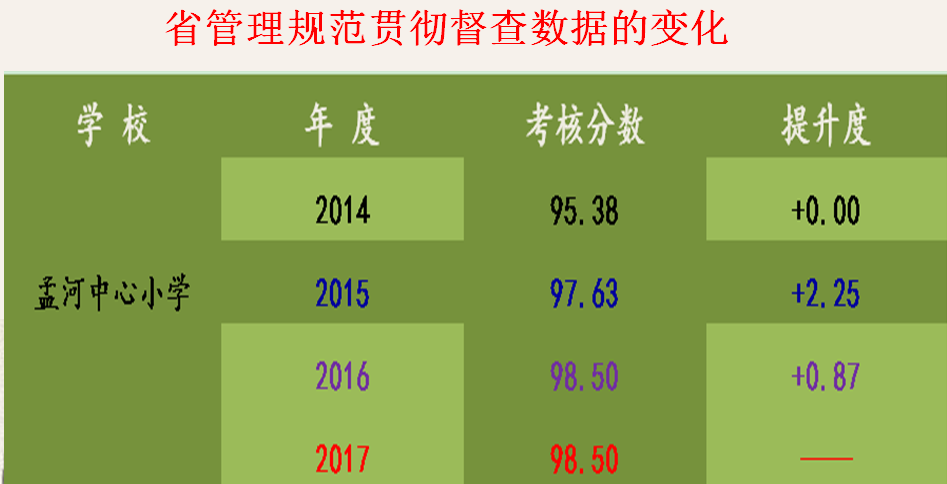 省管理规范贯彻督查数据的变化
学校 年度 考核分数 提升度
2014 95.38 +0.00
孟河中心小学 2015 97.63 +2.25
2016 98.50 +0.87
2017 98.50 ——